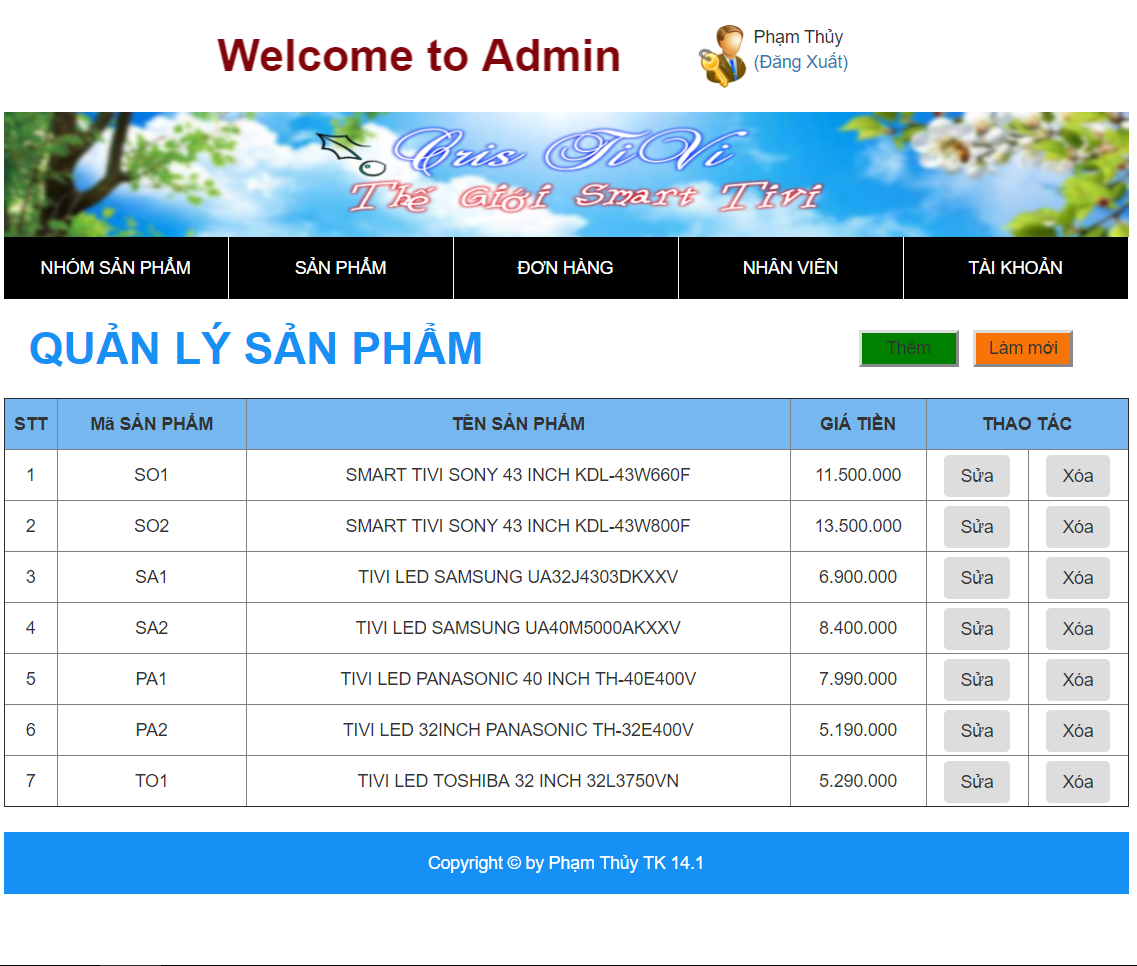 Welcome to Admin
Phạm Thủy
(Đăng Xuất)
Cris TiVi
Thế Giới Smart Tivi
NHÓM SẢN PHẨM SẢN PHẨM ĐƠN HÀNG NHÂN VIÊN TÀI KHOẢN
QUẢN LÝ SẢN PHẨM Thêm Làm mới
STT Mã SẢN PHẨM TÊN SẢN PHẨM GIÁ TIỀN THAO TÁC
1 SO1 SMART TIVI SONY 43 INCH KDL-43W660F 11.500.000 Sửa Xóa
2 SO2 SMART TIVI SONY 43 INCH KDL-43W800F 13.500.000 Sửa Xóa
3 SA1 TIVI LED SAMSUNG UA32J4303DKXXV 6.900.000 Sửa Xóa
4 SA2 TIVI LED SAMSUNG UA40M5000AKXXV 8.400.000 Sửa Xóa
5 PA1 TIVI LED PANASONIC 40 INCH TH-40E400V 7.990.000 Sửa Xóa
6 PA2 TIVI LED 32INCH PANASONIC TH-32E400V 5.190.000 Sửa Xóa
7 TO1 TIVI LED TOSHIBA 32 INCH 32L3750VN 5.290.000 Sửa Xóa
Copyright © by Phạm Thủy TK 14.1